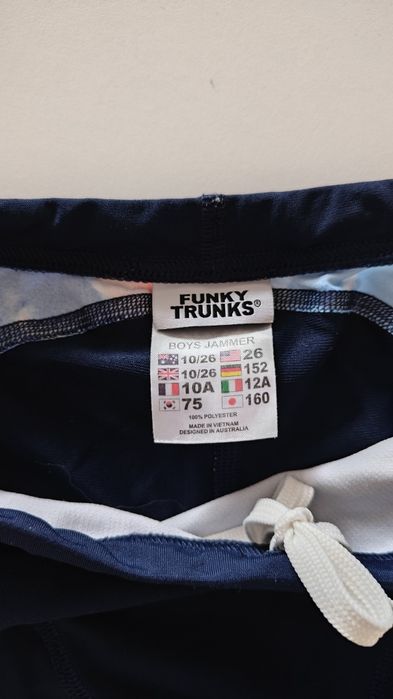 FUNKY
TRUNKS®
BOYS JAMMER
10/26 26
10/26 152
10A 12A
75 160
100% POLYESTER
MADE IN VIETNAM
DESIGNED IN AUSTRALIA